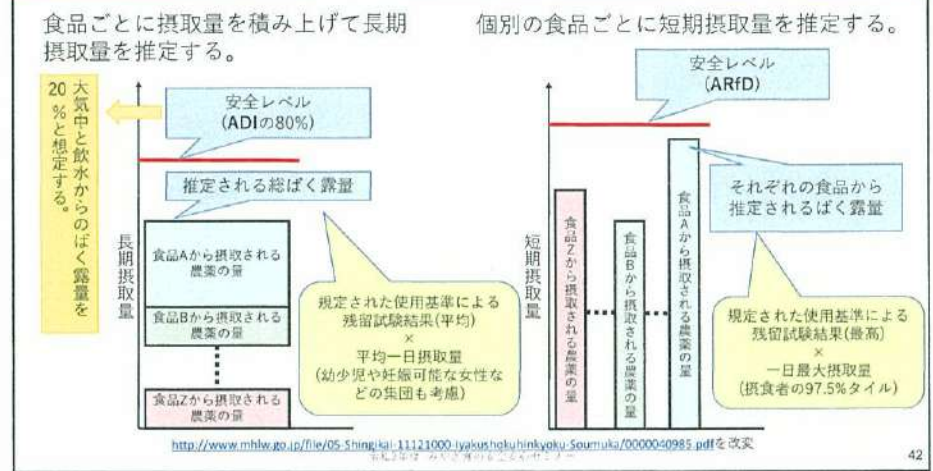 食品ごとに摂取量を積み上げて長期
摂取量を推定する。
大気中と飲水からのばく露量を
20%と想定する。
安全レベル
(ADIの80%)
推定される総ばく露量
長期摂取量
食品Aから摂取される
農薬の量
食品Bから摂取される
農薬の量
食品Zから摂取される
農薬の量
規定された使用基準による
残留試験結果(平均)
×
平均一日摂取量
(幼少児や妊娠可能な女性な
どの集団も考慮)
個別の食品ごとに短期摂取量を推定する。
安全レベル
(ARfD)
短期摂取量
食品Zから摂取される農薬の量
食品Bから摂取される農薬の量
食品Aから摂取される農薬の量
それぞれの食品から
推定されるばく露量
規定された使用基準による
残留試験結果(最高)
×
一日最大摂取量
(摂食者の97.5%タイル)
http://www.mhlw.go.jp/file/05-Shingikai-11121000-Iyakushokuhinkyoku-Soumuka/0000040985.pdfを改変
42